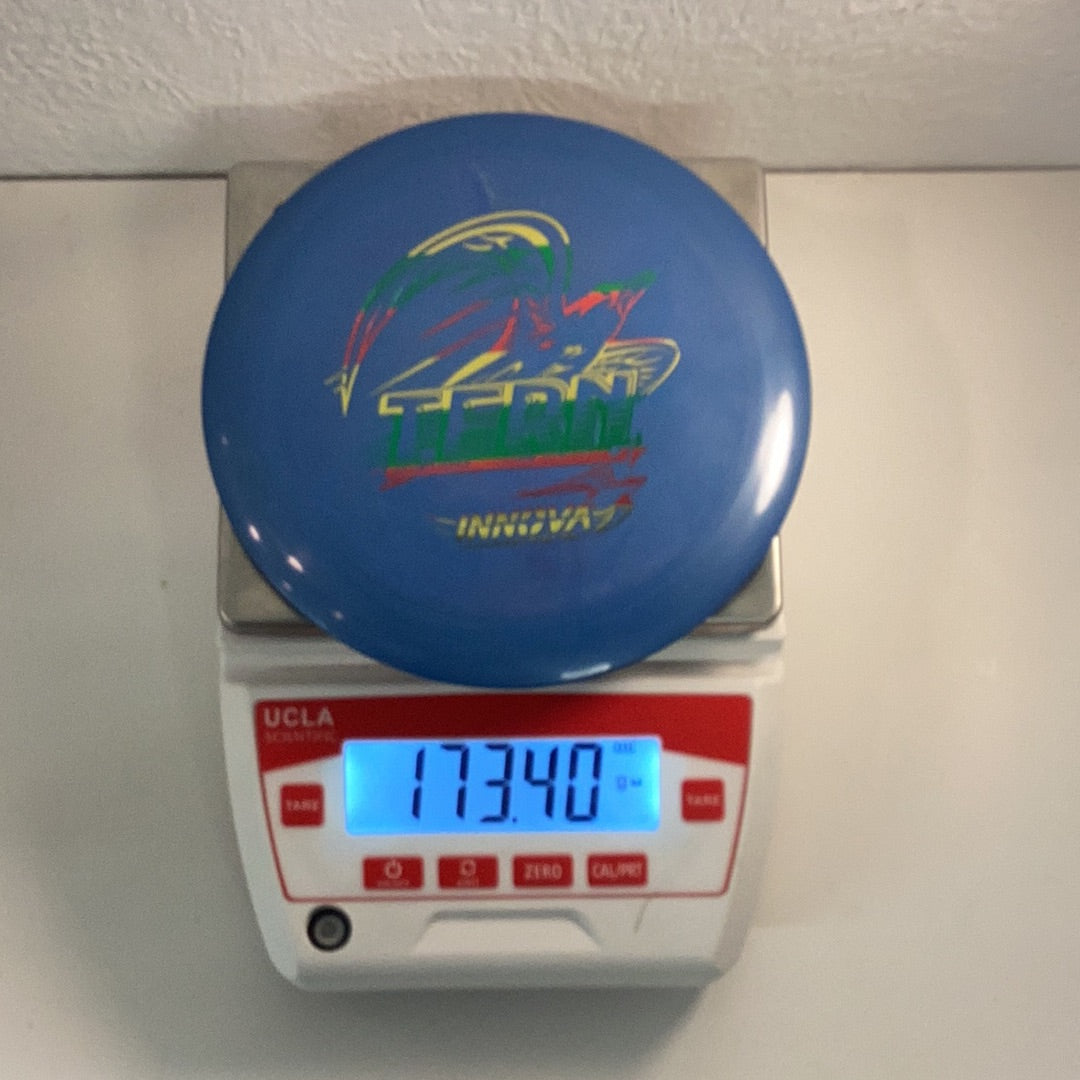 TERN
INNOVA
UCLA
SCIENTIFIC
173.40
TARE
TARE
ZERO
CAL/PRT